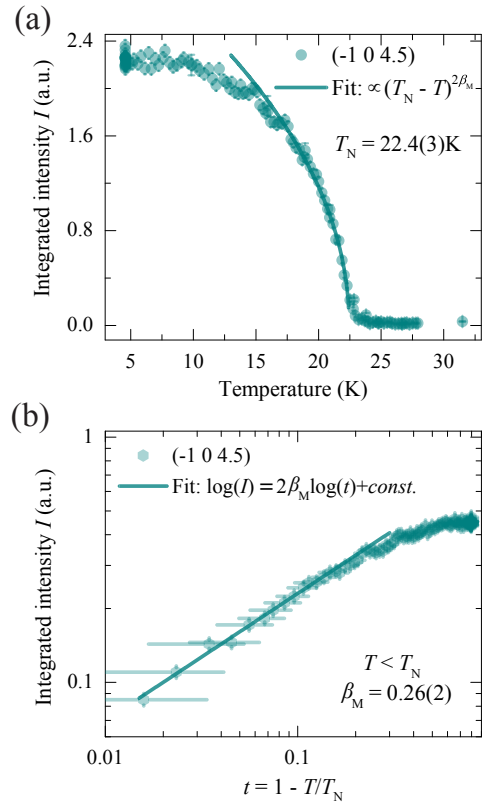 (a)
2.4
1.8
1.2
0.6
0.0
Integrated intensity I (a.u.)
(-1 0 4.5)
Fit: ∝(T_N - T)^{2β_M}
T_N = 22.4(3)K
5 10 15 20 25 30
Temperature (K)
(b)
1
0.1
Integrated intensity I (a.u.)
(-1 0 4.5)
Fit: log(I) = 2β_M log(t)+const.
T < T_N
β_M = 0.26(2)
0.01 0.1
t = 1 - T/T_N